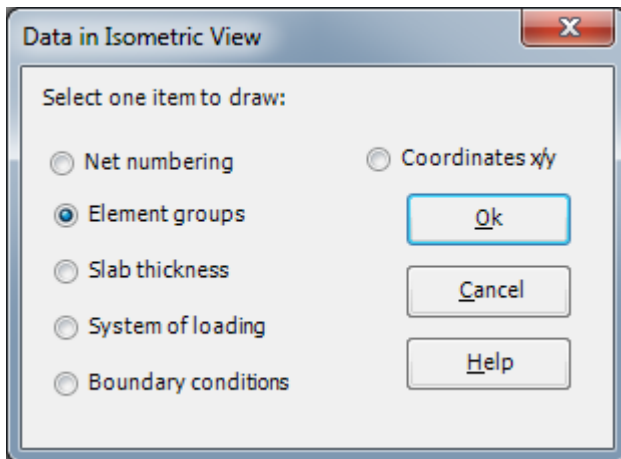 Data in Isometric View
Select one item to draw:
Net numbering
Coordinates x/y
Element groups
Ok
Slab thickness
Cancel
System of loading
Help
Boundary conditions